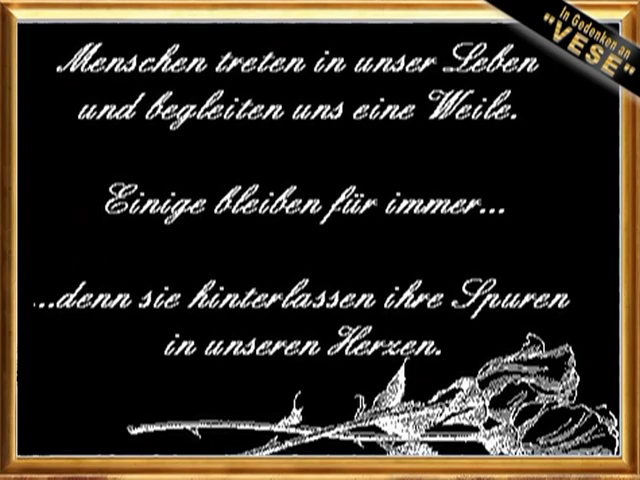 In Gedenken an
"VESE"
Menschen treten in unser Leben
und begleiten uns eine Weile.
Einige bleiben für immer...
...denn sie hinterlassen ihre Spuren
in unseren Herzen.